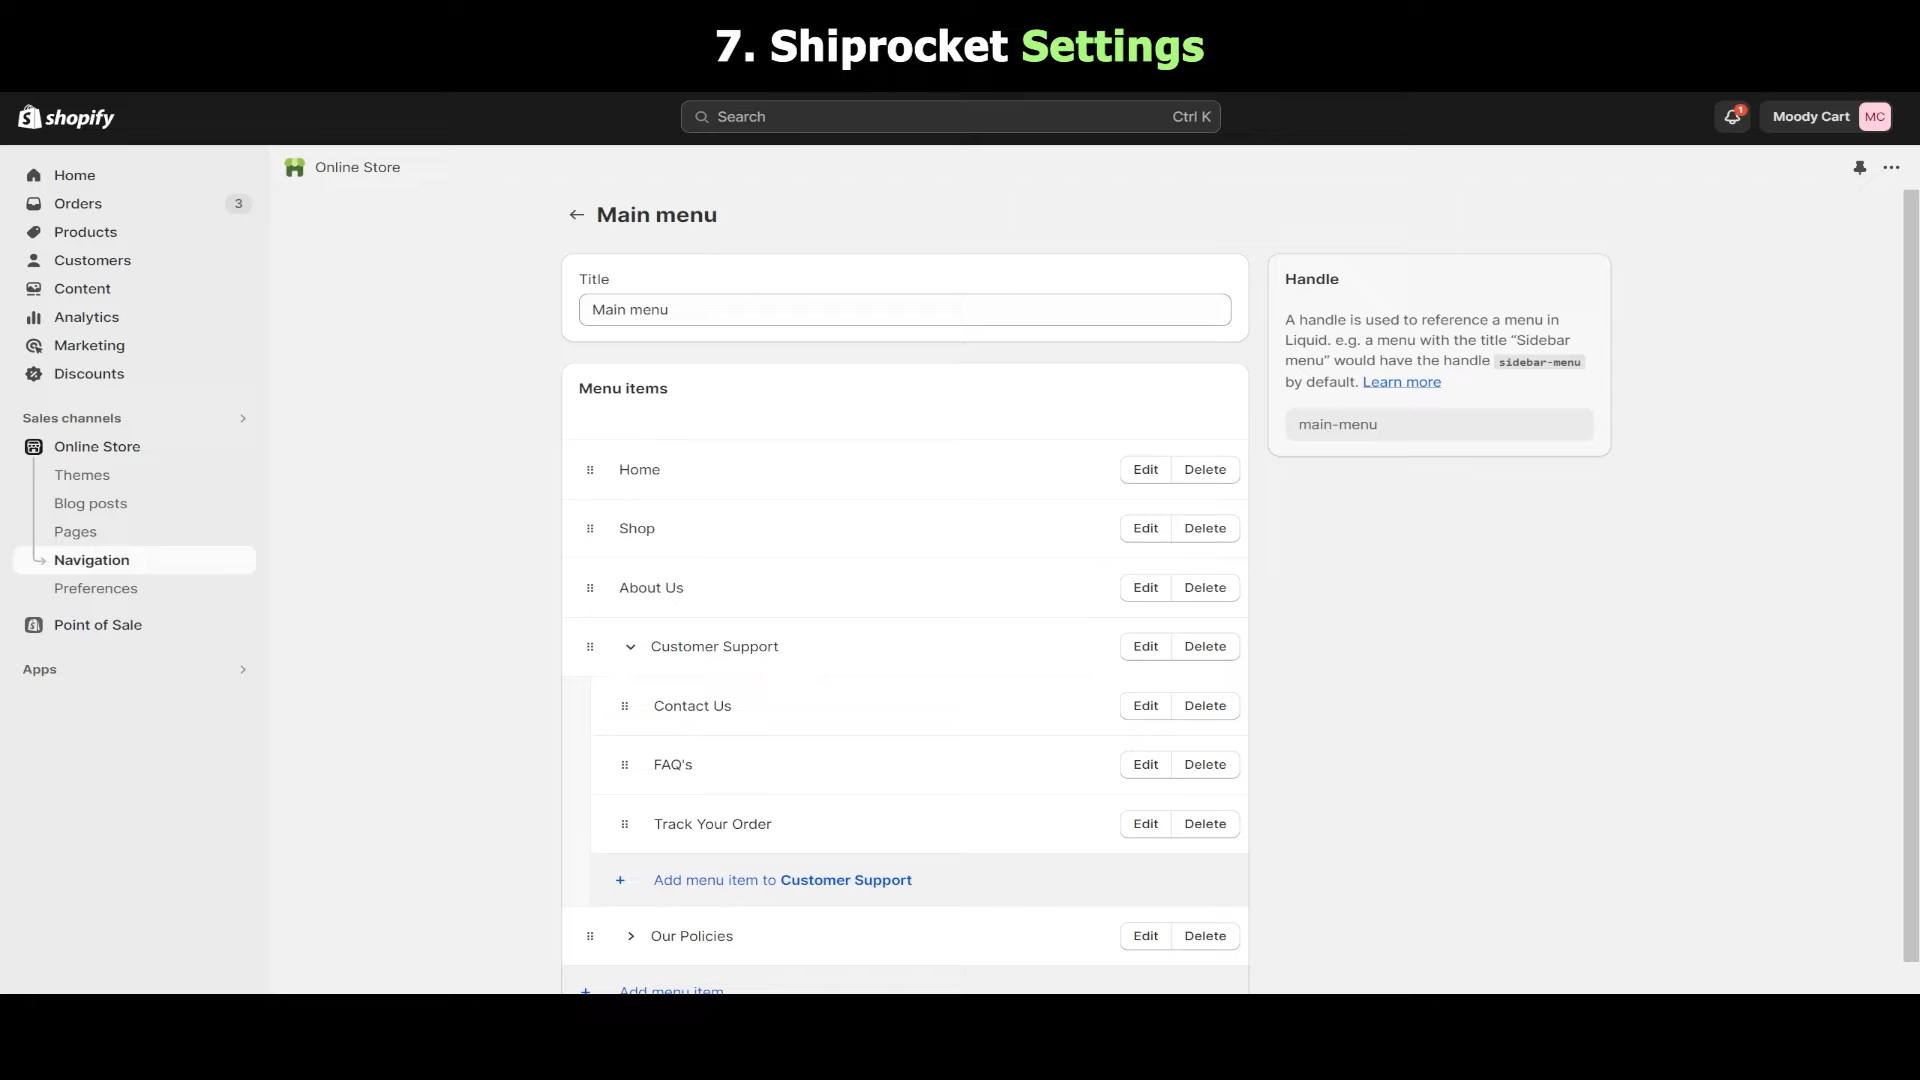 7. Shiprocket Settings
shopify
Search
Ctrl K
1
Moody Cart
MC
Home
Orders
3
Products
Customers
Content
Analytics
Marketing
Discounts
Sales channels
Online Store
Themes
Blog posts
Pages
Navigation
Preferences
Point of Sale
Apps
Online Store
Main menu
Title
Main menu
Menu items
Home
Edit
Delete
Shop
Edit
Delete
About Us
Edit
Delete
Customer Support
Edit
Delete
Contact Us
Edit
Delete
FAQ's
Edit
Delete
Track Your Order
Edit
Delete
+ Add menu item to Customer Support
Our Policies
Edit
Delete
+ Add menu item
Handle
A handle is used to reference a menu in
Liquid. e.g. a menu with the title “Sidebar
menu” would have the handle sidebar-menu
by default. Learn more
main-menu